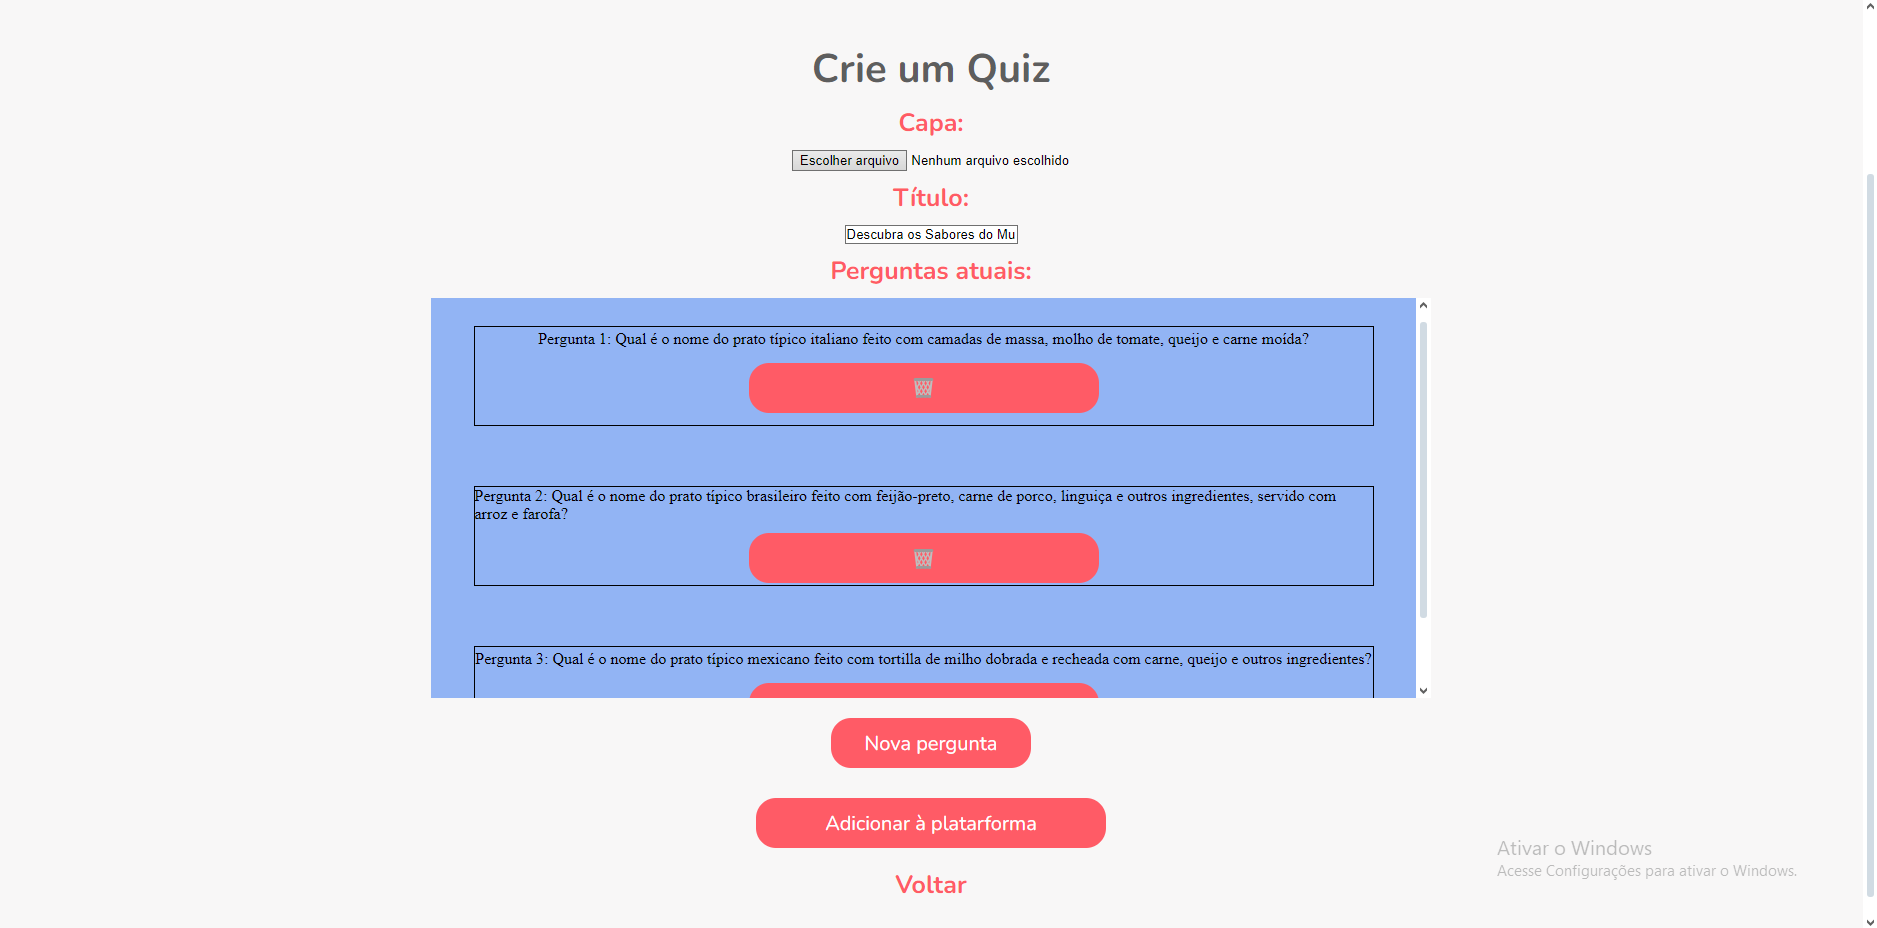 Crie um Quiz
Capa:
Escolher arquivo Nenhum arquivo escolhido
Título:
Descubra os Sabores do Mu
Perguntas atuais:
Pergunta 1: Qual é o nome do prato típico italiano feito com camadas de massa, molho de tomate, queijo e carne moída?
Pergunta 2: Qual é o nome do prato típico brasileiro feito com feijão-preto, carne de porco, linguiça e outros ingredientes, servido com
arroz e farofa?
Pergunta 3: Qual é o nome do prato típico mexicano feito com tortilla de milho dobrada e recheada com carne, queijo e outros ingredientes?
Nova pergunta
Adicionar à platarforma
Voltar
Ativar o Windows
Acesse Configurações para ativar o Windows.